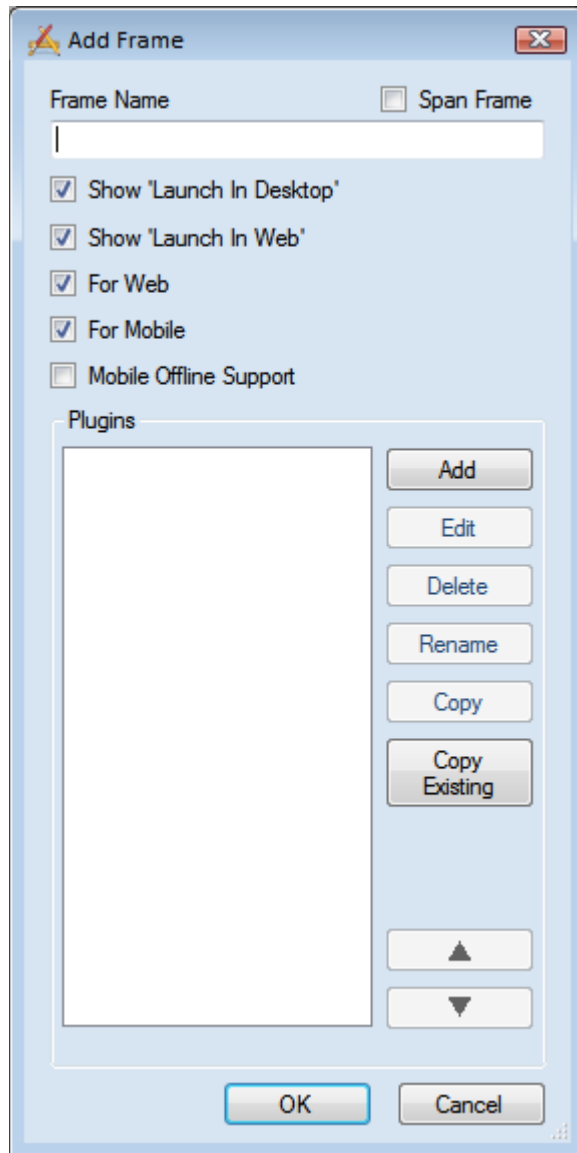 Add Frame
Frame Name
Span Frame
Show 'Launch In Desktop'
Show 'Launch In Web'
For Web
For Mobile
Mobile Offline Support
Plugins
Add
Edit
Delete
Rename
Copy
Copy
Existing
OK
Cancel